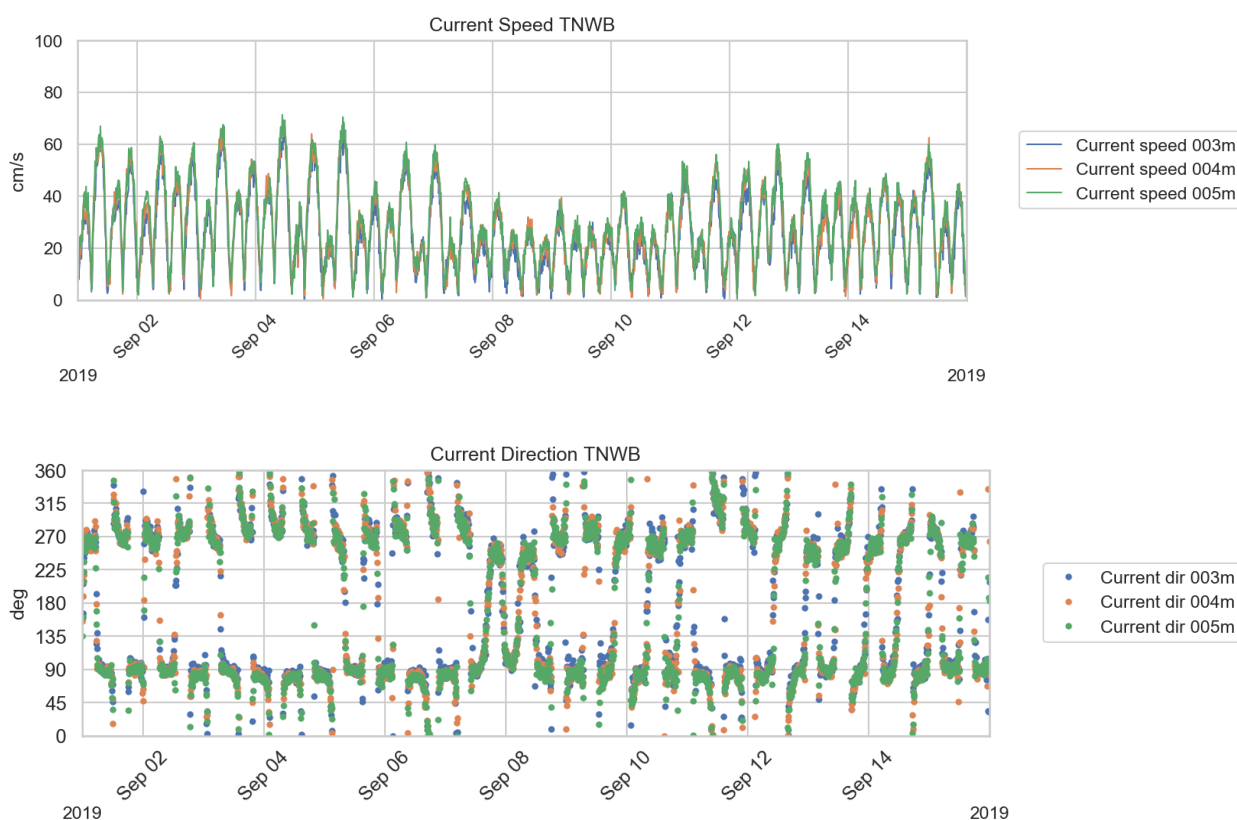 Current Speed TNWB
100
80
60
40
20
0
cm/s
Sep 02
Sep 04
Sep 06
Sep 08
Sep 10
Sep 12
Sep 14
2019
2019
Current speed 003m
Current speed 004m
Current speed 005m
Current Direction TNWB
360
315
270
225
180
135
90
45
0
deg
Sep 02
Sep 04
Sep 06
Sep 08
Sep 10
Sep 12
Sep 14
2019
2019
Current dir 003m
Current dir 004m
Current dir 005m